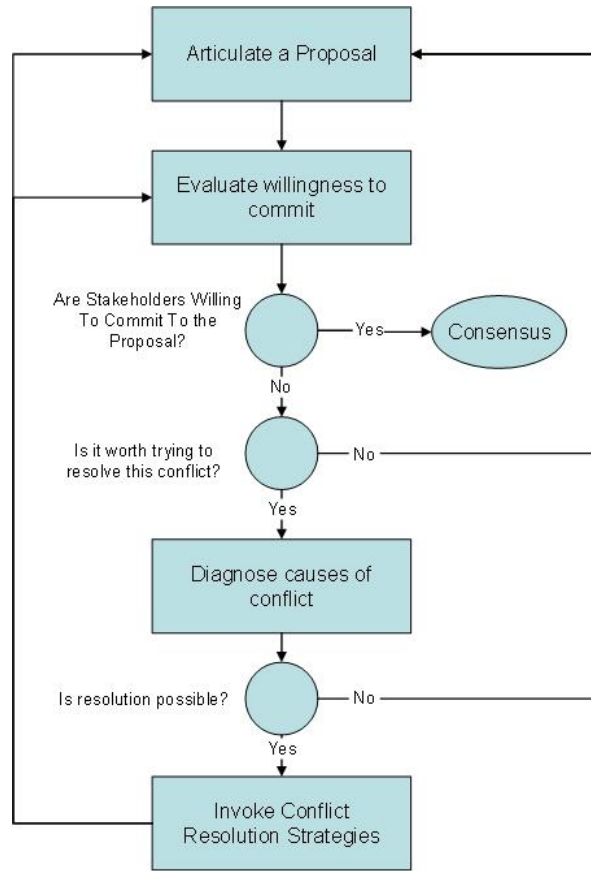 Articulate a Proposal
Evaluate willingness to
commit
Are Stakeholders Willing
To Commit To the
Proposal?
Yes
Consensus
No
Is it worth trying to
resolve this conflict?
No
Yes
Diagnose causes of
conflict
Is resolution possible?
No
Yes
Invoke Conflict
Resolution Strategies